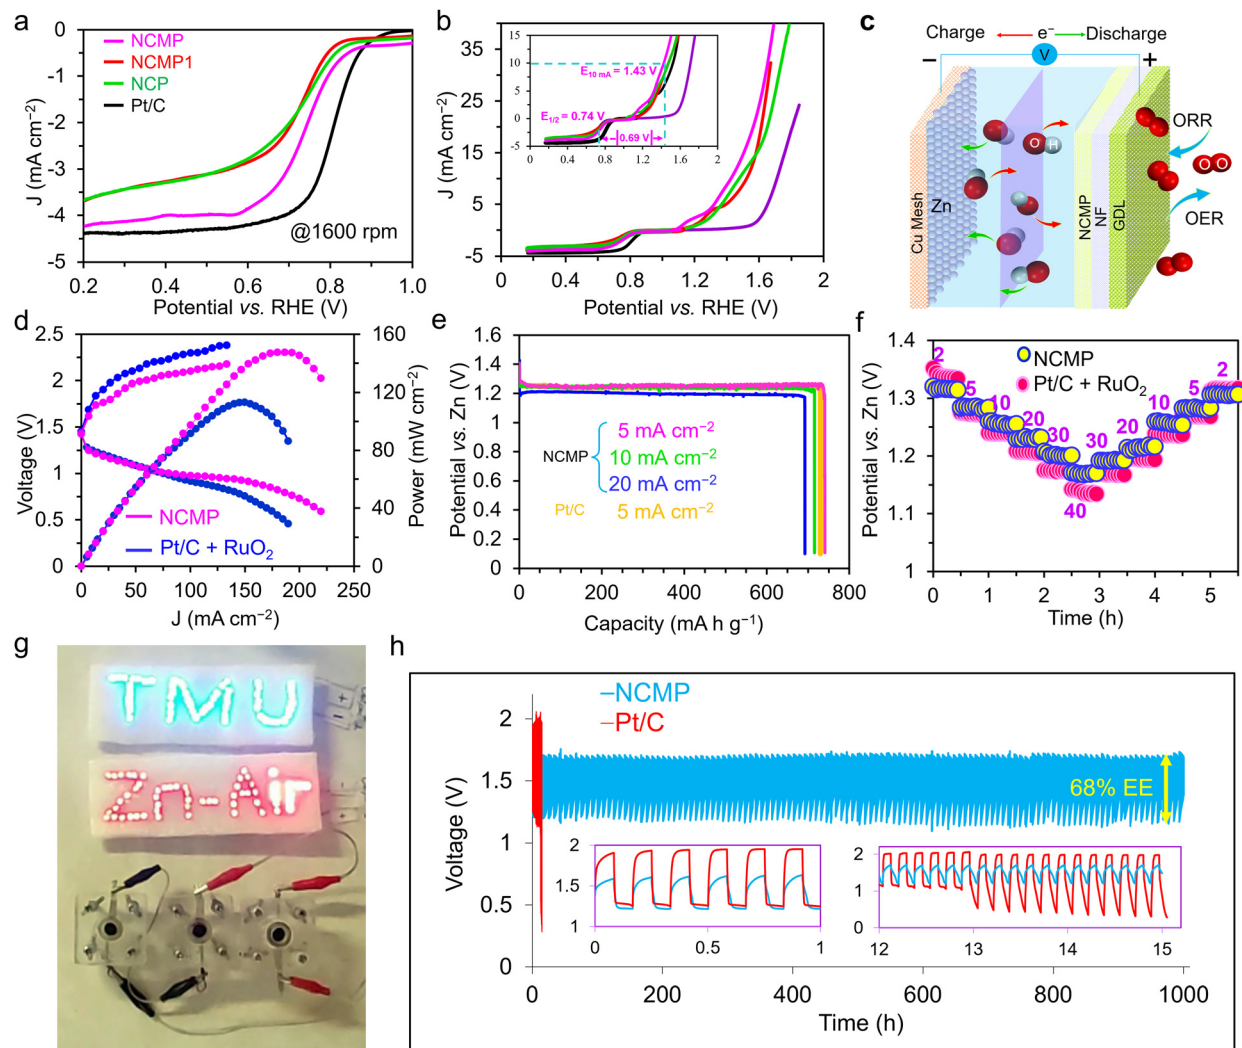 a
NCMP
NCMP1
NCP
Pt/C
@1600 rpm
0
-1
-2
-3
-4
-5
0.2
0.4
0.6
0.8
1.0
J (mA cm−2)
Potential vs. RHE (V)
b
35
25
15
5
-5
0
0.4
0.8
1.2
1.6
2
J (mA cm−2)
Potential vs. RHE (V)
15
10
5
0
-5
0
0.4
0.8
1.2
1.6
2
E10 mA = 1.43 V
E1/2 = 0.74 V
0.69 V
c
Charge
e−
Discharge
−
V
+
Cu Mesh
Zn
O
H
NCMP
NF
GDL
ORR
O
O
OER
d
2.5
2.0
1.5
1
0.5
0
Voltage (V)
160
120
80
40
0
Power (mW cm−2)
NCMP
Pt/C + RuO2
0
50
100
150
200
250
J (mA cm−2)
e
1.6
1.4
1.2
1.0
0.8
0.6
0.4
0.2
0
Potential vs. Zn (V)
NCMP
5 mA cm−2
10 mA cm−2
20 mA cm−2
Pt/C
5 mA cm−2
0
200
400
600
800
Capacity (mA h g−1)
f
1.4
1.3
1.2
1.1
1
Potential vs. Zn (V)
NCMP
Pt/C + RuO2
2
5
10
20
30
40
30
20
10
5
2
0
1
2
3
4
5
Time (h)
g
TMU
Zn-Air
+
−
h
NCMP
Pt/C
2
1.5
1
0.5
0
Voltage (V)
68% EE
2
1.5
1
0
0.5
1
2
1
0
12
13
14
15
0
200
400
600
800
1000
Time (h)